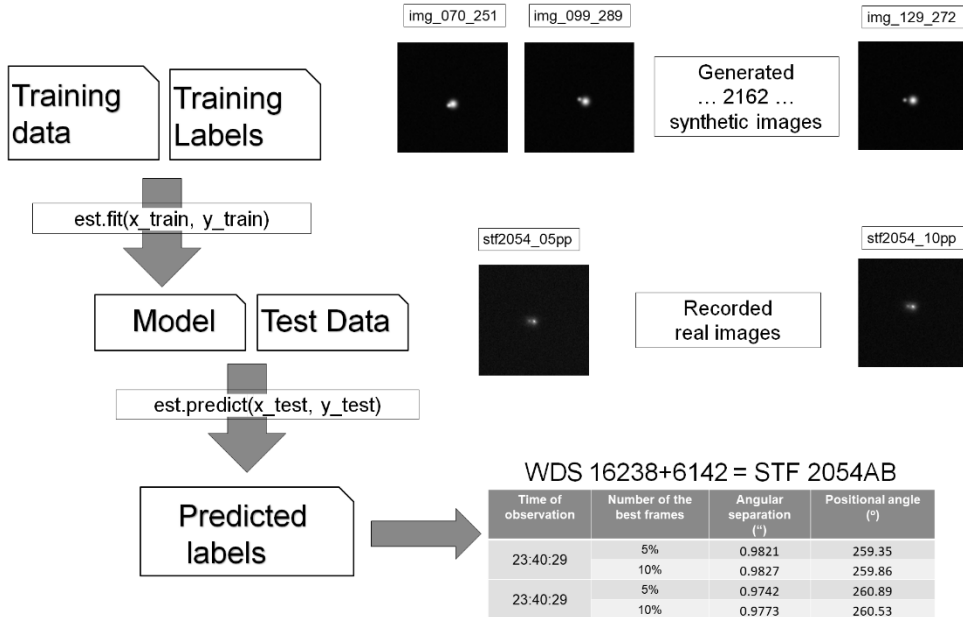 img_070_251
img_099_289
img_129_272
Training
data
Training
Labels
Generated
... 2162 ...
synthetic images
est.fit(x_train, y_train)
stf2054_05pp
stf2054_10pp
Model
Test Data
Recorded
real images
est.predict(x_test, y_test)
WDS 16238+6142 = STF 2054AB
Time of
observation
Number of the
best frames
Angular
separation
(“)
Positional angle
(º)
Predicted
labels
23:40:29
5%
0.9821
259.35
10%
0.9827
259.86
23:40:29
5%
0.9742
260.89
10%
0.9773
260.53